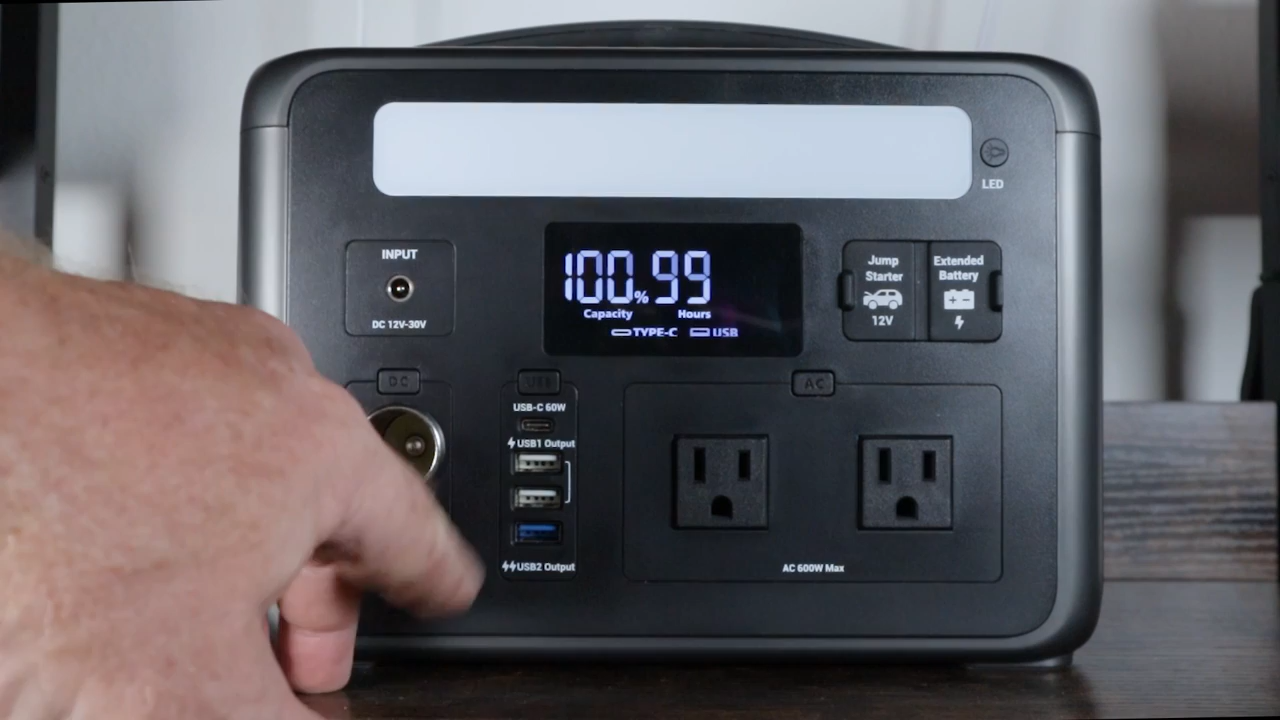 LED
INPUT
DC 12V-30V
100% 99
Capacity Hours
TYPE-C USB
Jump
Starter
12V
Extended
Battery
DC
USB
AC
USB-C 60W
USB1 Output
USB2 Output
AC 600W Max